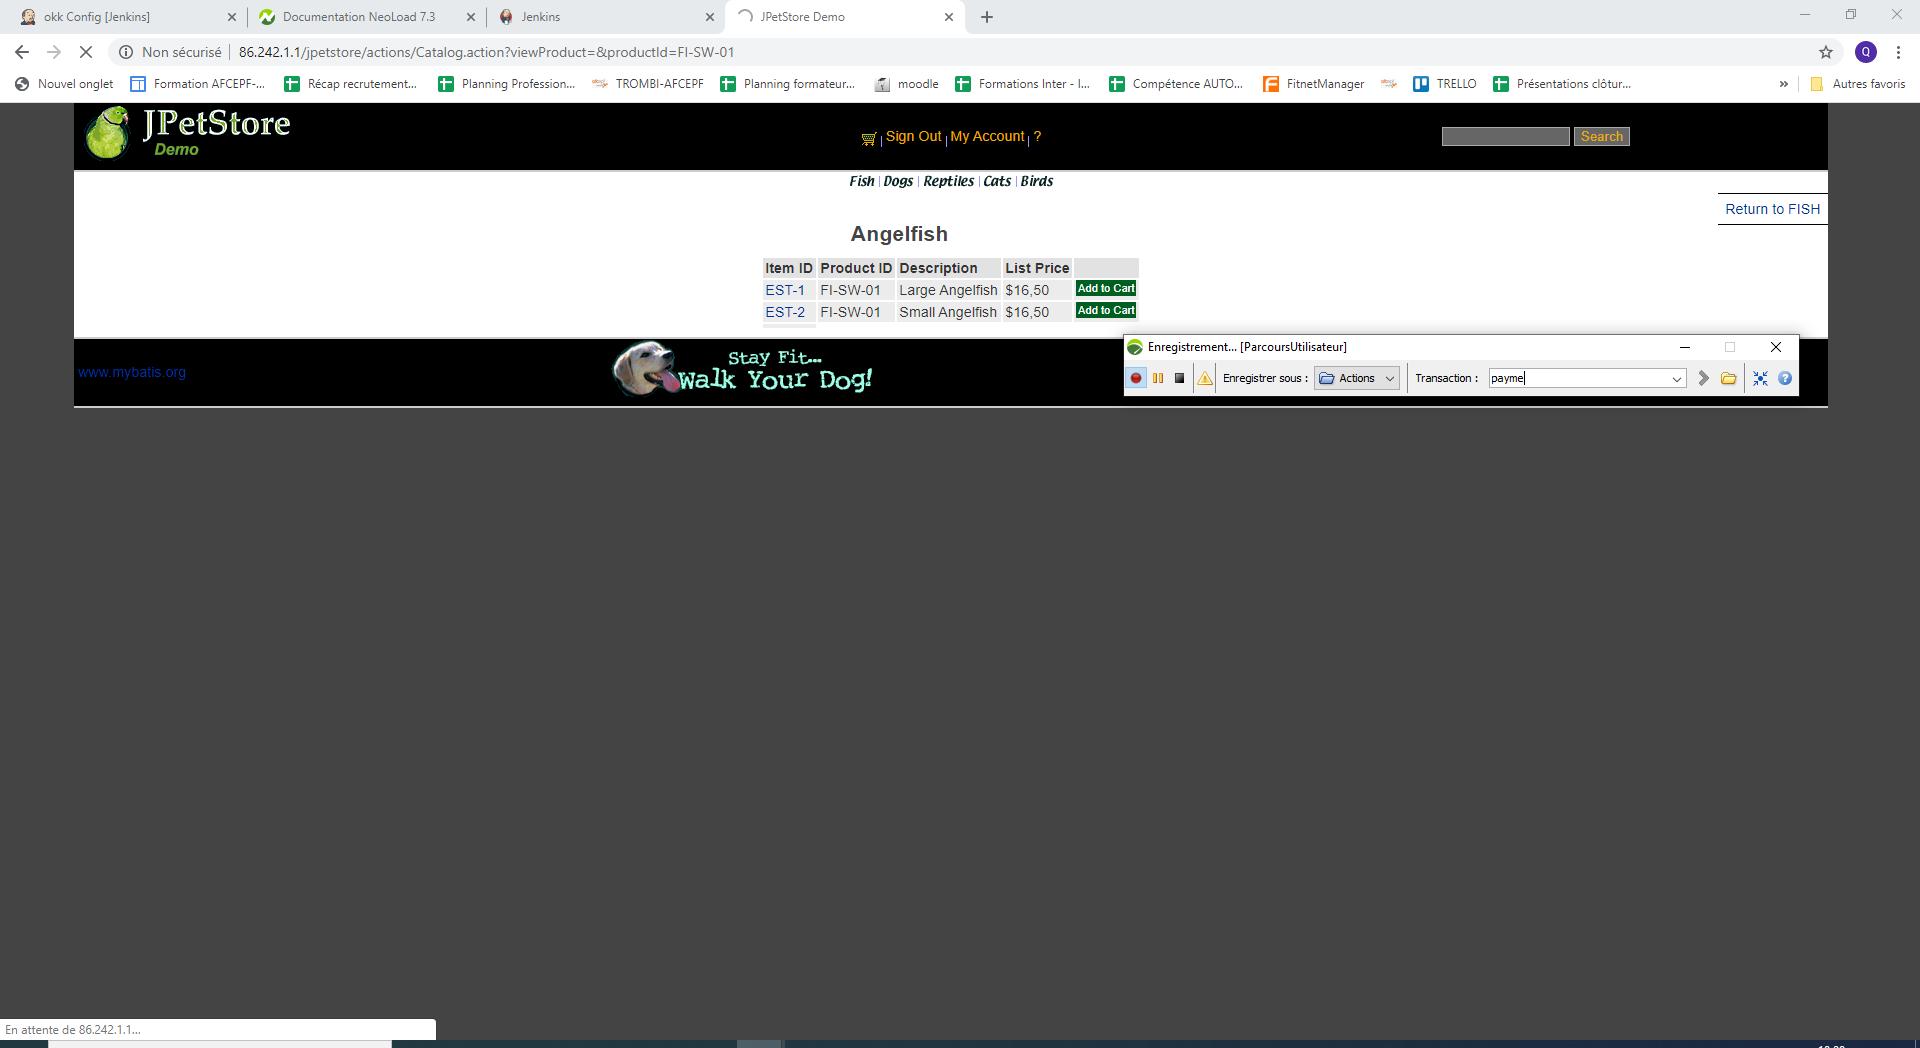 okk Config [Jenkins]
Documentation NeoLoad 7.3
Jenkins
JPetStore Demo
Non sécurisé
86.242.1.1/jpetstore/actions/Catalog.action?viewProduct=&productId=FI-SW-01
Q
Nouvel onglet
Formation AFCEPF-...
Récap recrutement...
Planning Profession...
TROMBI-AFCEPF
Planning formateur...
moodle
Formations Inter - I...
Compétence AUTO...
FitnetManager
TRELLO
Présentations clôtur...
»
Autres favoris
JPetStore
Demo
Sign Out | My Account | ?
Search
Fish | Dogs | Reptiles | Cats | Birds
Return to FISH
Angelfish
Item ID Product ID Description List Price
EST-1 FI-SW-01 Large Angelfish $16,50 Add to Cart
EST-2 FI-SW-01 Small Angelfish $16,50 Add to Cart
www.mybatis.org
Stay Fit...
Walk Your Dog!
Enregistrement... [ParcoursUtilisateur]
Enregistrer sous : Actions Transaction : payme
En attente de 86.242.1.1...